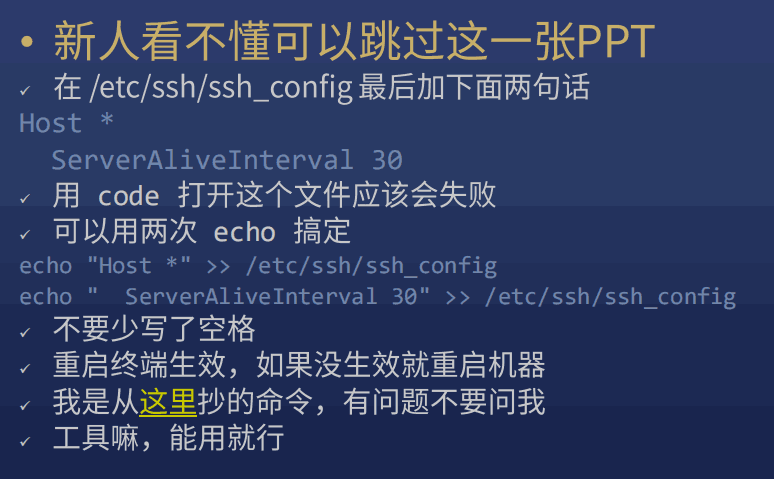 • 新人看不懂可以跳过这一张PPT
✓ 在 /etc/ssh/ssh_config 最后加下面两句话
Host *
  ServerAliveInterval 30
✓ 用 code 打开这个文件应该会失败
✓ 可以用两次 echo 搞定
echo "Host *" >> /etc/ssh/ssh_config
echo "  ServerAliveInterval 30" >> /etc/ssh/ssh_config
✓ 不要少写了空格
✓ 重启终端生效，如果没生效就重启机器
✓ 我是从这里抄的命令，有问题不要问我
✓ 工具嘛，能用就行